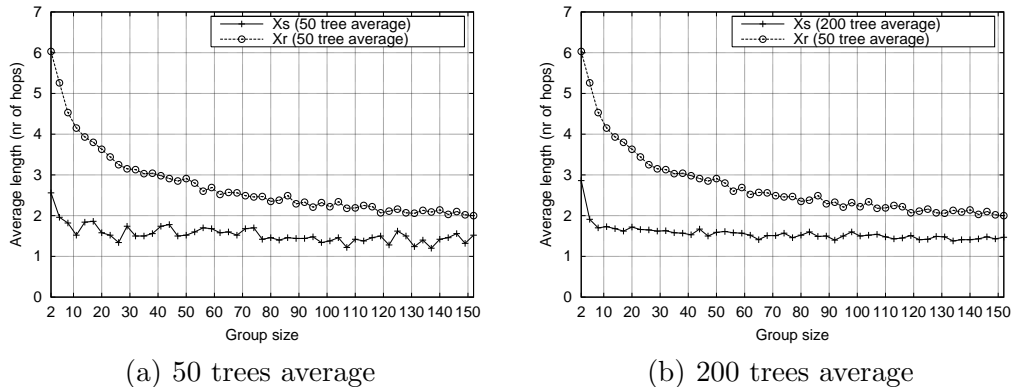 Xs (50 tree average)
Xr (50 tree average)
Average length (nr of hops)
7
6
5
4
3
2
1
0
2 10 20 30 40 50 60 70 80 90 100 110 120 130 140 150
Group size
(a) 50 trees average
Xs (200 tree average)
Xr (50 tree average)
Average length (nr of hops)
7
6
5
4
3
2
1
0
2 10 20 30 40 50 60 70 80 90 100 110 120 130 140 150
Group size
(b) 200 trees average